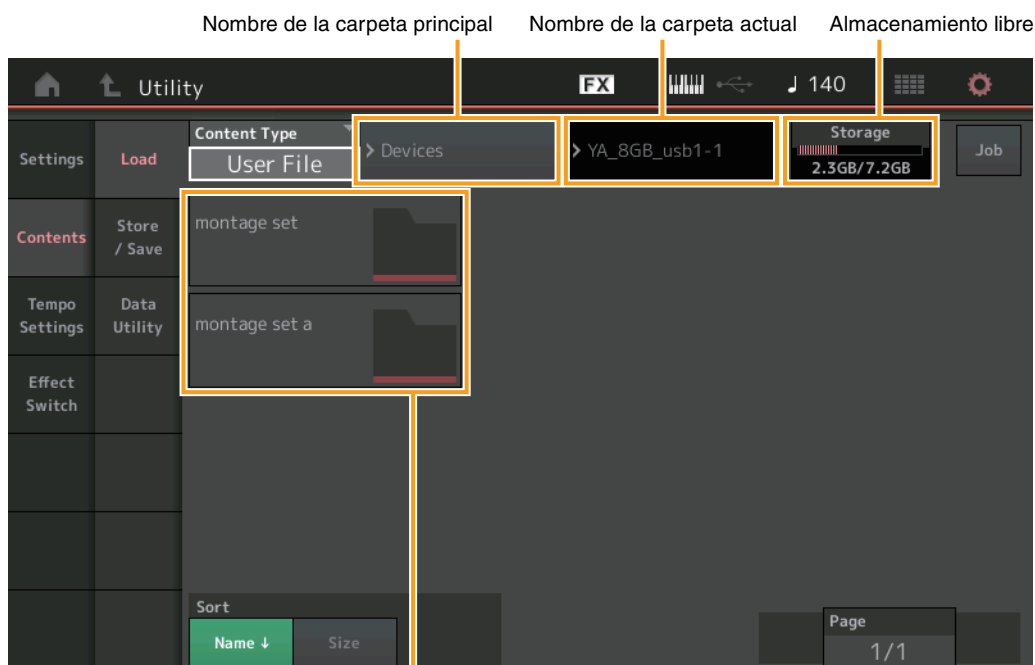 Nombre de la carpeta principal
Nombre de la carpeta actual
Almacenamiento libre
Utility
FX
140
Settings
Load
Content Type
User File
Devices
YA_8GB_usb1-1
Storage
2.3GB/7.2GB
Job
Contents
Store
/ Save
montage set
Tempo
Settings
Data
Utility
montage set a
Effect
Switch
Sort
Name ↓
Size
Page
1/1